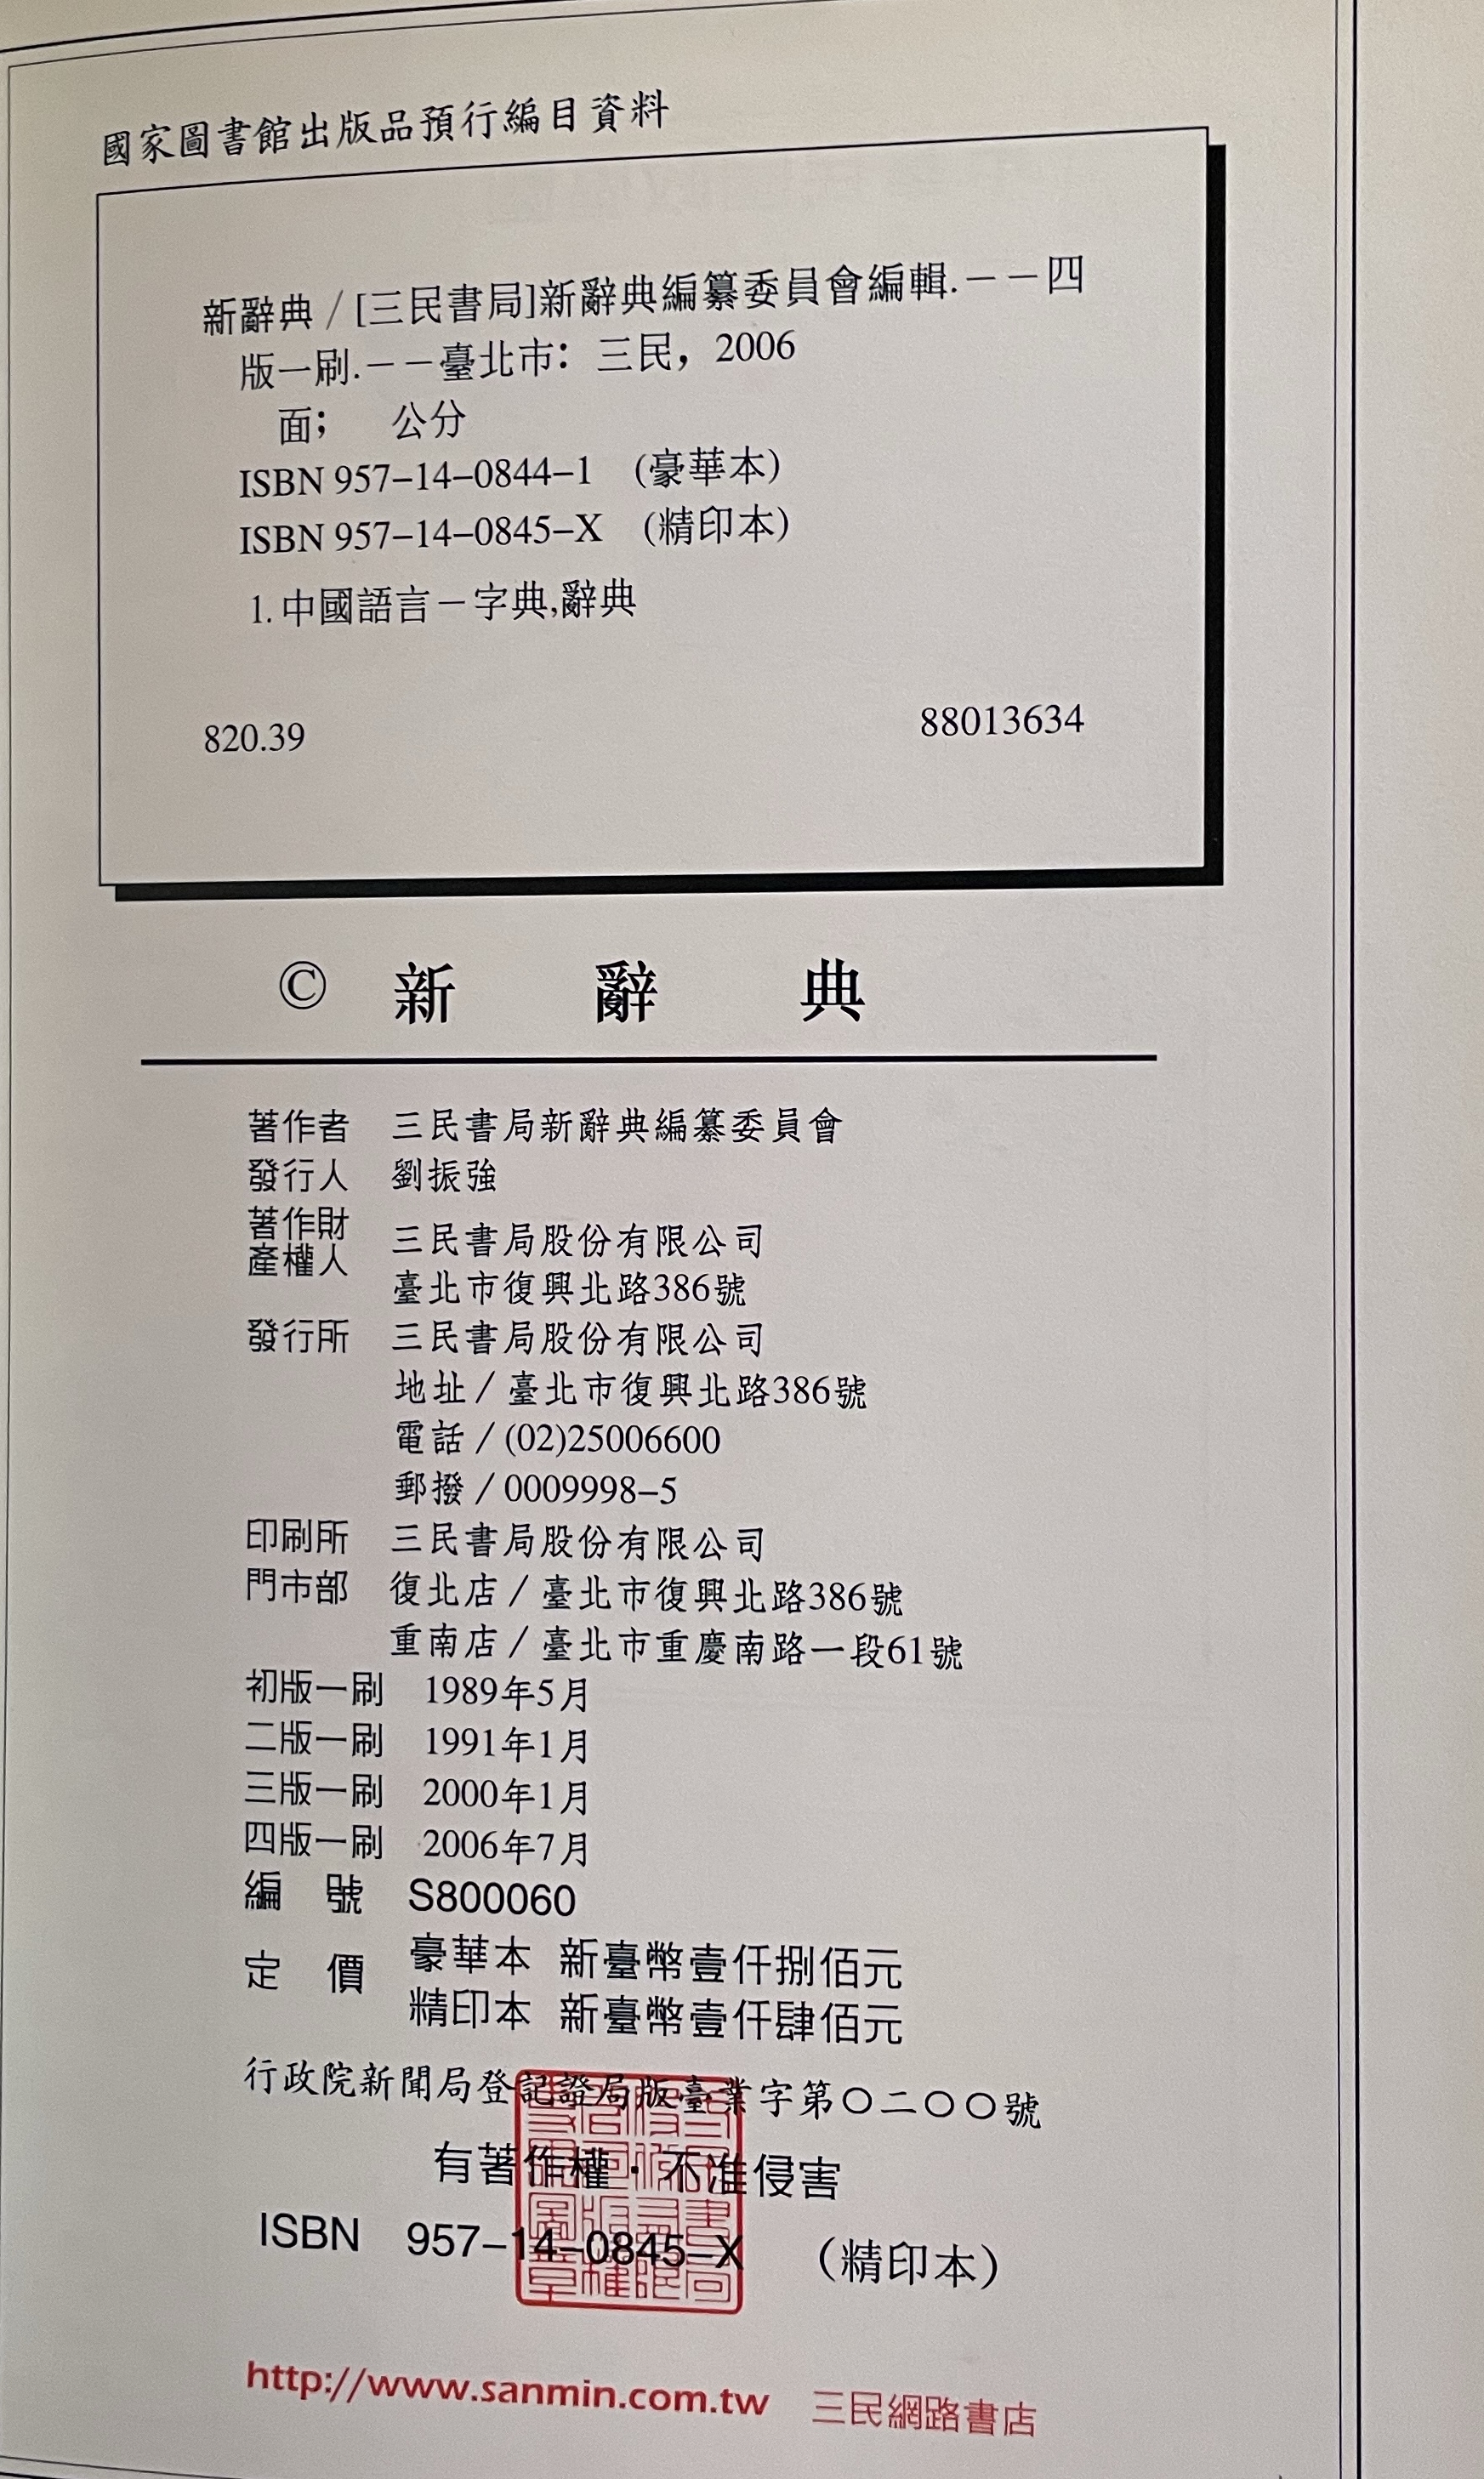 國家圖書館出版品預行編目資料
新辭典／[三民書局]新辭典編纂委員會編輯.－－四
版一刷.－－臺北市：三民，2006
面；　公分
ISBN 957–14–0844–1　(豪華本)
ISBN 957–14–0845–X　(精印本)
1.中國語言－字典,辭典
820.39　88013634
©　新　辭　典
著作者　三民書局新辭典編纂委員會
發行人　劉振強
著作財產權人　三民書局股份有限公司
臺北市復興北路386號
發行所　三民書局股份有限公司
地址／臺北市復興北路386號
電話／(02)25006600
郵撥／0009998–5
印刷所　三民書局股份有限公司
門市部　復北店／臺北市復興北路386號
重南店／臺北市重慶南路一段61號
初版一刷　1989年5月
二版一刷　1991年1月
三版一刷　2000年1月
四版一刷　2006年7月
編　號　S800060
定　價　豪華本　新臺幣壹仟捌佰元
精印本　新臺幣壹仟肆佰元
行政院新聞局登記證局版臺業字第〇二〇〇號
有著作權・不准侵害
ISBN　957–14–0845–X　（精印本）
http://www.sanmin.com.tw　三民網路書店